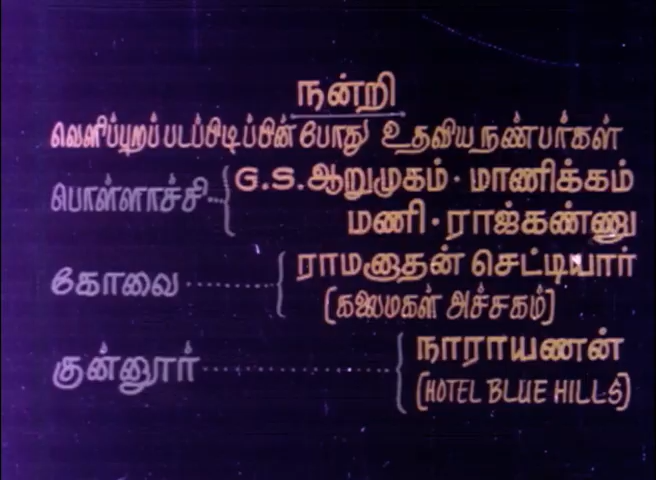 நன்றி
வெளிப்புறப்படப்பிடிப்பின் போது உதவிய நண்பர்கள்
பொள்ளாச்சி... G.S.ஆறுமுகம். மாணிக்கம்
மணி. ராஜ்கண்ணு
கோவை.......... ராமனாதன் செட்டியார்
(கலைமகள் அச்சகம்)
குன்னூர்.................. நாராயணன்
(HOTEL BLUE HILLS)